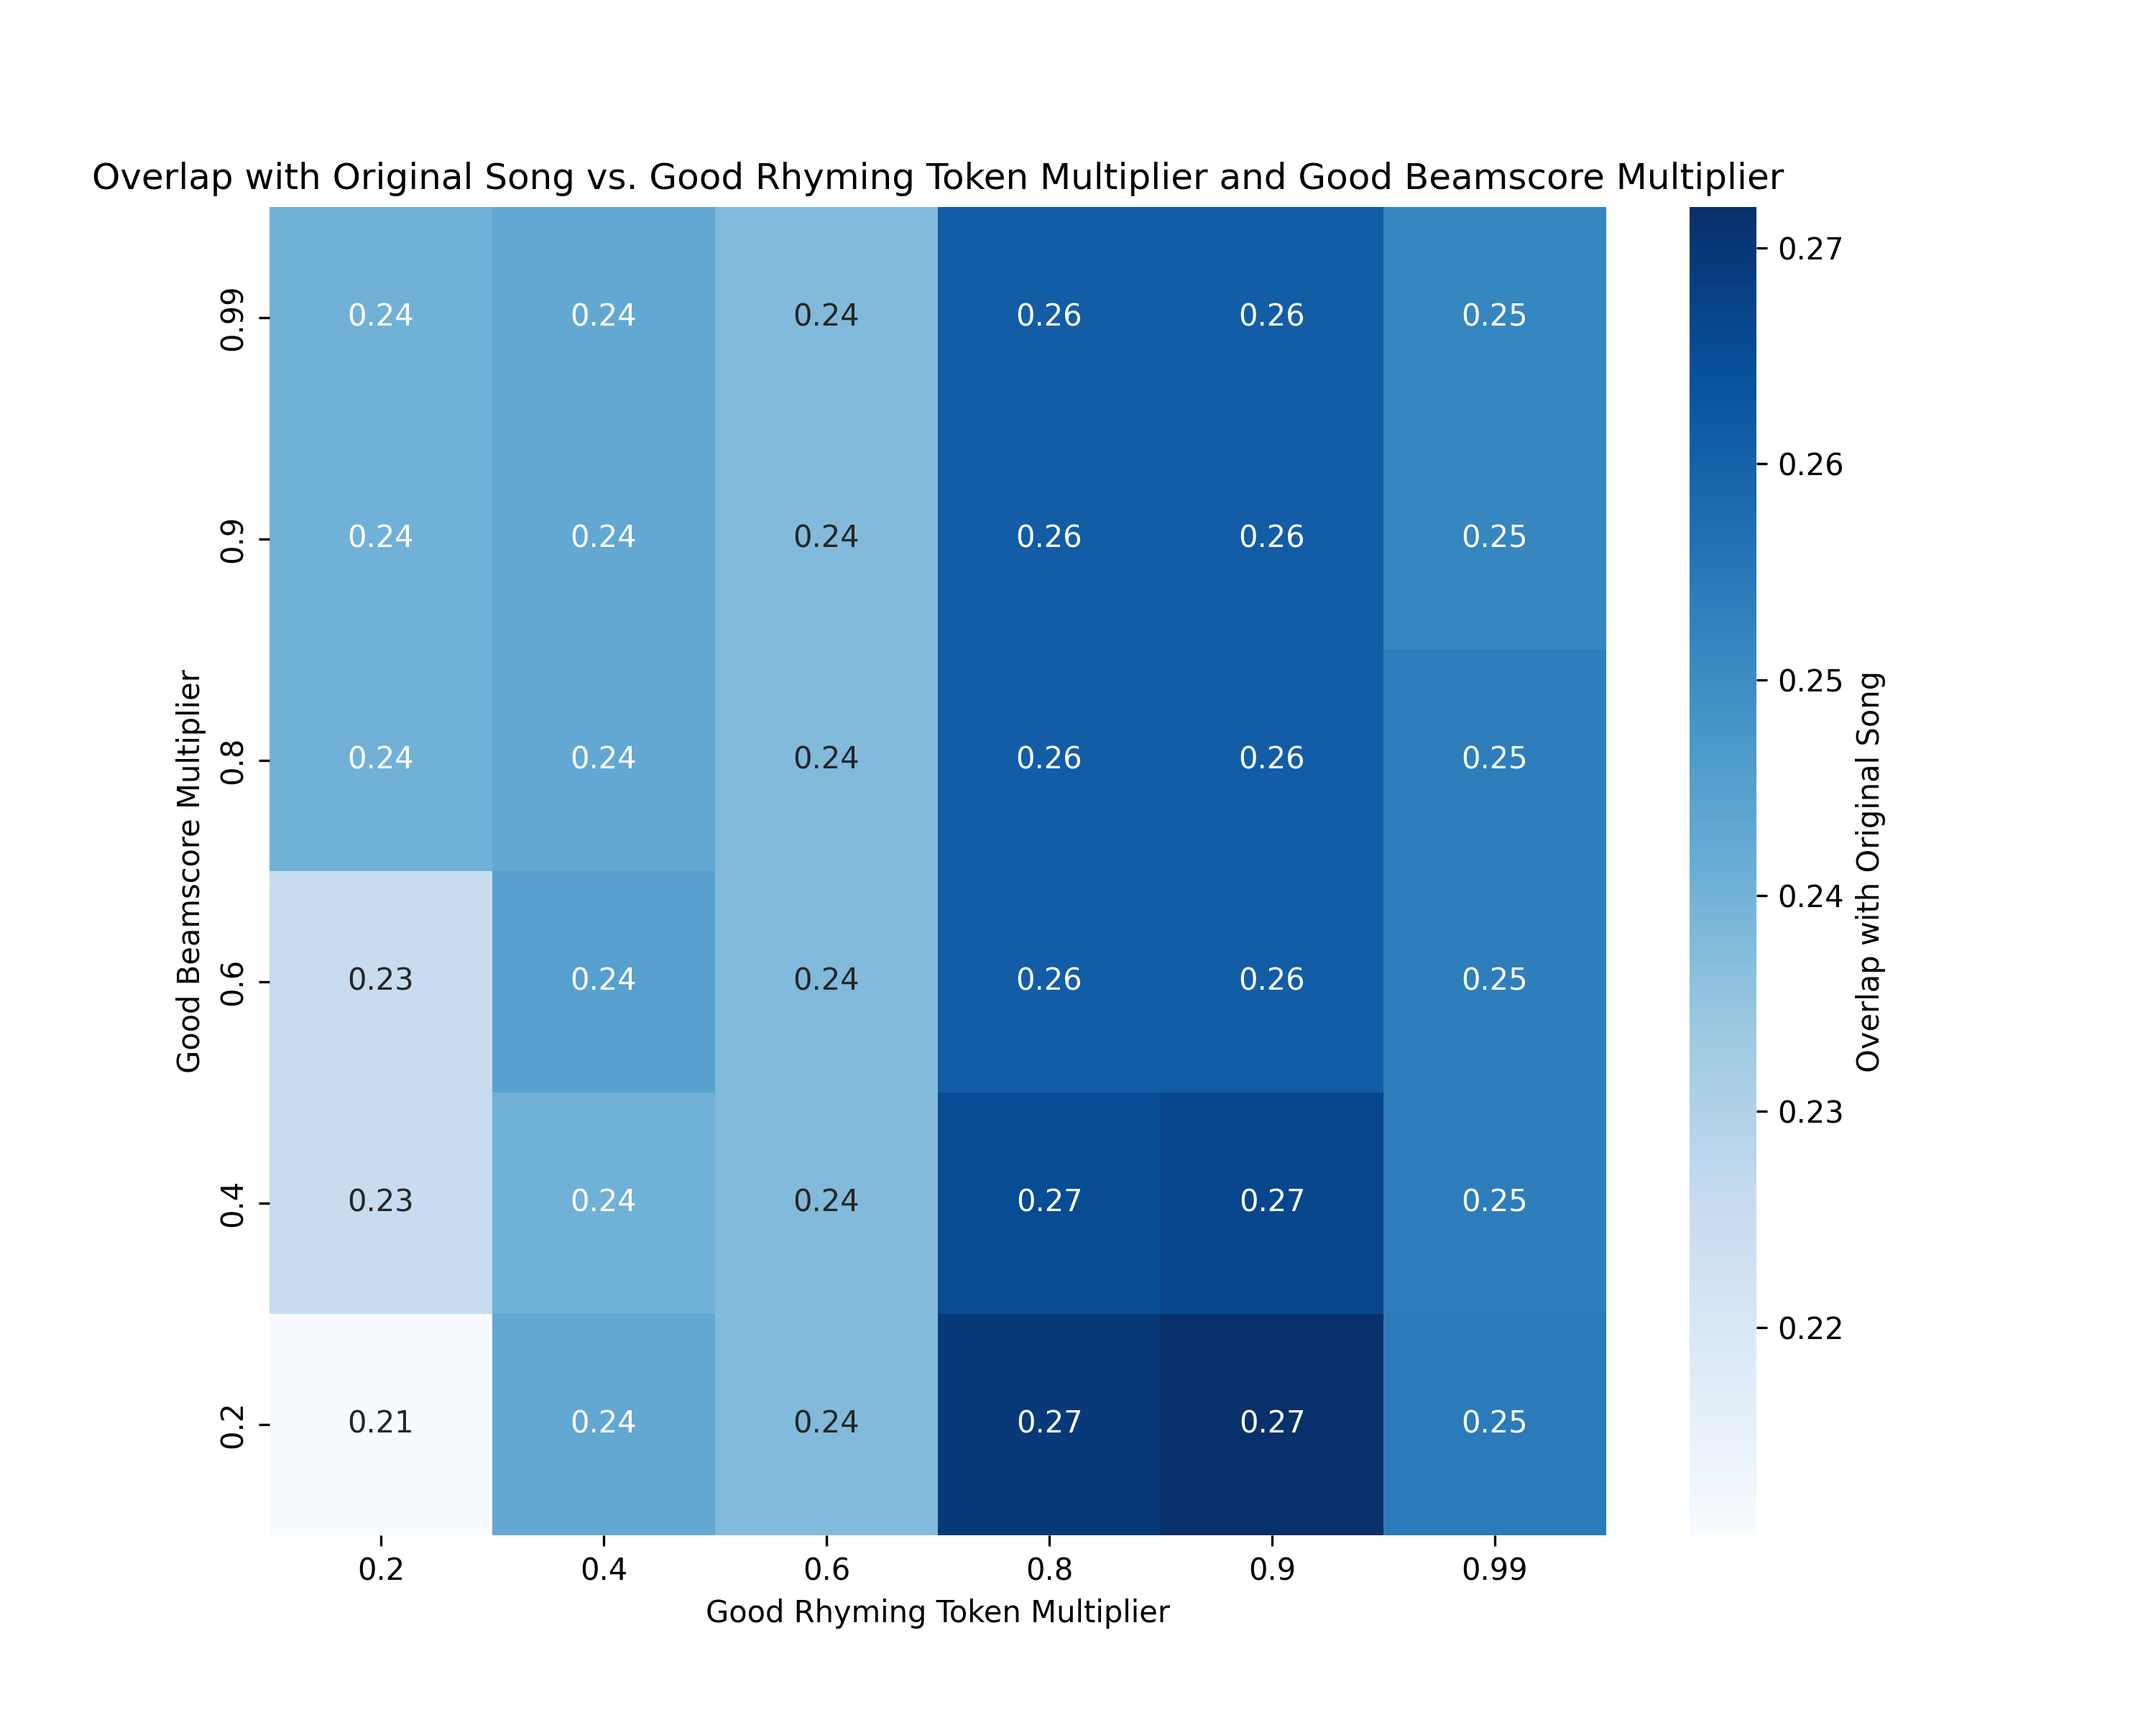 Overlap with Original Song vs. Good Rhyming Token Multiplier and Good Beamscore Multiplier
Good Beamscore Multiplier
0.99 0.24 0.24 0.24 0.26 0.26 0.25
0.9 0.24 0.24 0.24 0.26 0.26 0.25
0.8 0.24 0.24 0.24 0.26 0.26 0.25
0.6 0.23 0.24 0.24 0.26 0.26 0.25
0.4 0.23 0.24 0.24 0.27 0.27 0.25
0.2 0.21 0.24 0.24 0.27 0.27 0.25
0.2 0.4 0.6 0.8 0.9 0.99
Good Rhyming Token Multiplier
0.27
0.26
0.25
0.24
0.23
0.22
Overlap with Original Song